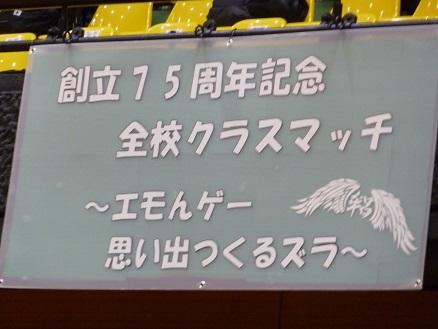 創立75周年記念
全校クラスマッチ
～エモんゲー
思い出つくるズラ～